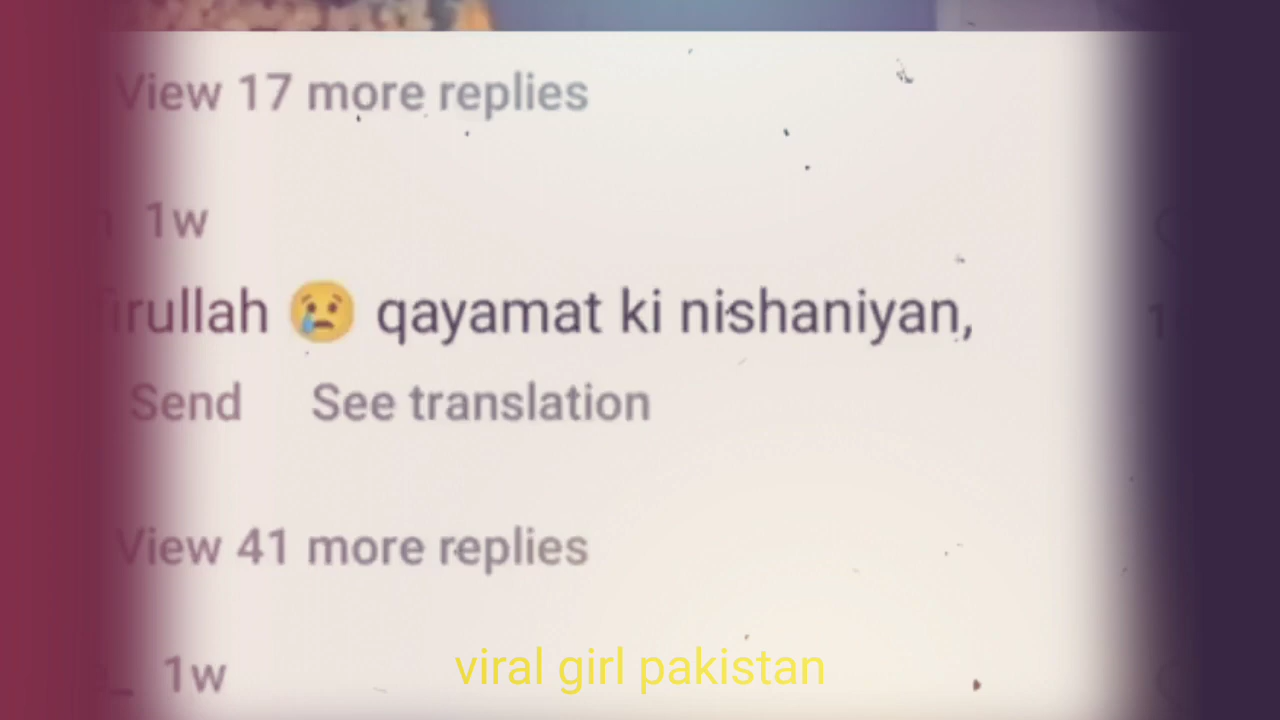 View 17 more replies
1w
irullah 😢 qayamat ki nishaniyan,
Send See translation
View 41 more replies
1w
viral girl pakistan